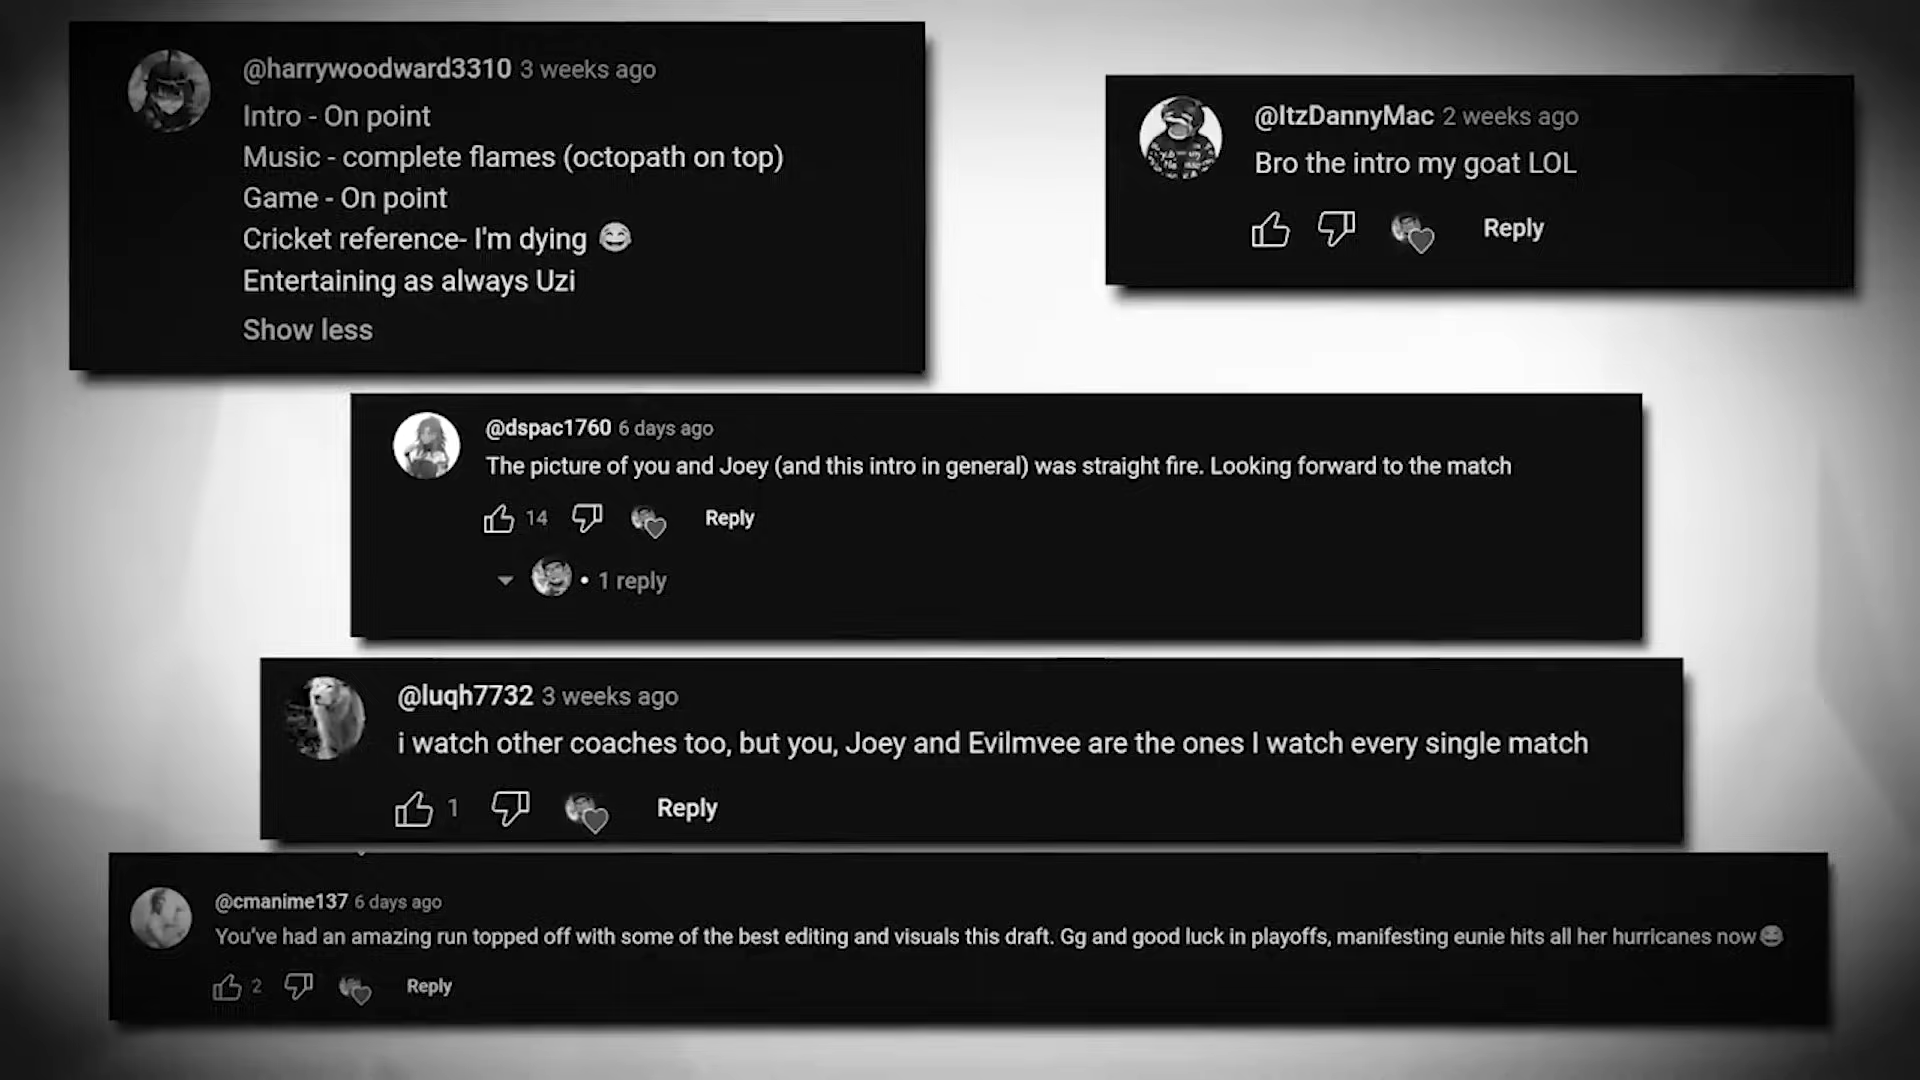 @harrywoodward3310 3 weeks ago
Intro - On point
Music - complete flames (octopath on top)
Game - On point
Cricket reference- I'm dying 😂
Entertaining as always Uzi
Show less
@ItzDannyMac 2 weeks ago
Bro the intro my goat LOL
Reply
@dspac1760 6 days ago
The picture of you and Joey (and this intro in general) was straight fire. Looking forward to the match
14 Reply
• 1 reply
@luqh7732 3 weeks ago
i watch other coaches too, but you, Joey and Evilmvee are the ones I watch every single match
1 Reply
@cmanime137 6 days ago
You've had an amazing run topped off with some of the best editing and visuals this draft. Gg and good luck in playoffs, manifesting eunie hits all her hurricanes now😂
2 Reply